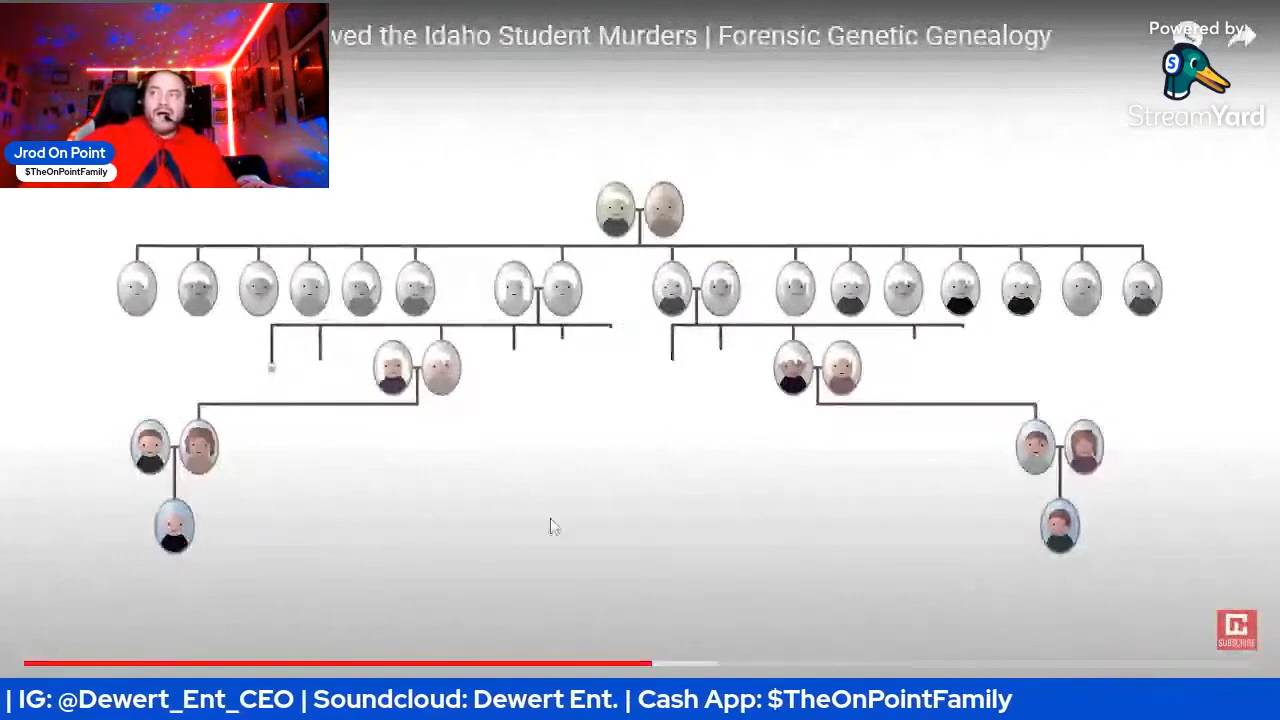 ved the Idaho Student Murders | Forensic Genetic Genealogy
Powered by
StreamYard
Jrod On Point
$TheOnPointFamily
SUBSCRIBE
| IG: @Dewert_Ent_CEO | Soundcloud: Dewert Ent. | Cash App: $TheOnPointFamily